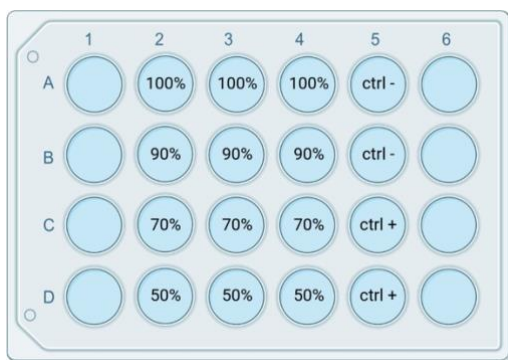 1 2 3 4 5 6
A 100% 100% 100% ctrl -
B 90% 90% 90% ctrl -
C 70% 70% 70% ctrl +
D 50% 50% 50% ctrl +